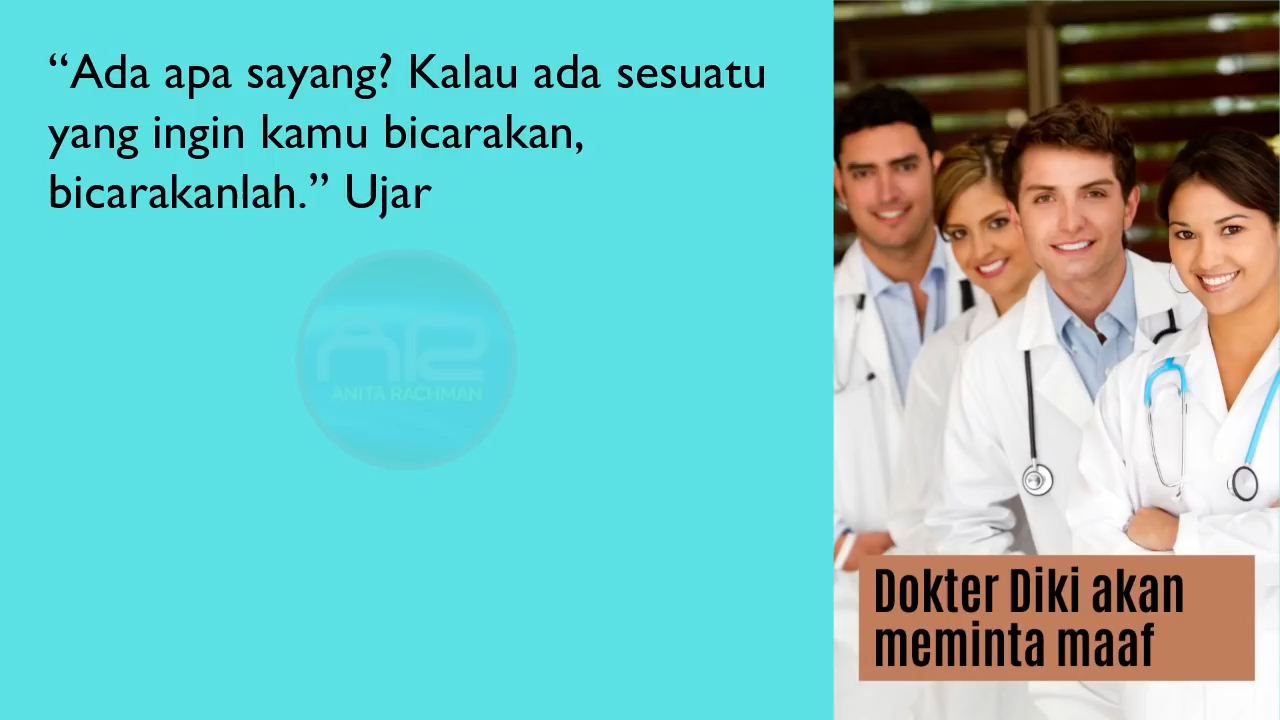 “Ada apa sayang? Kalau ada sesuatu
yang ingin kamu bicarakan,
bicarakanlah.” Ujar
AR
ANITA RACHMAN
Dokter Diki akan
meminta maaf